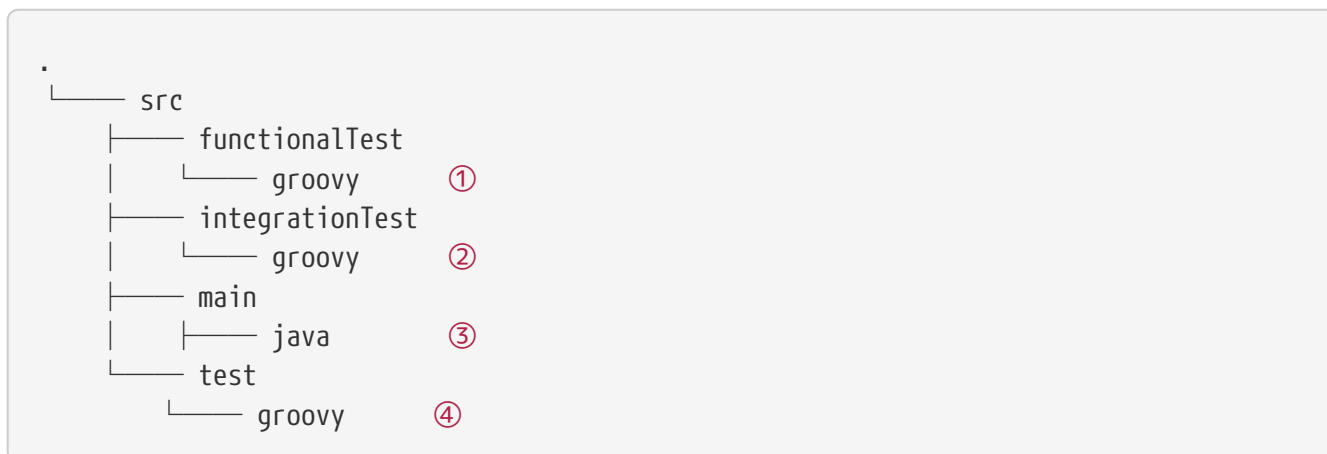 .
└── src
    ├── functionalTest
    │   └── groovy      ①
    ├── integrationTest
    │   └── groovy      ②
    ├── main
    │   ├── java        ③
    └── test
        └── groovy      ④